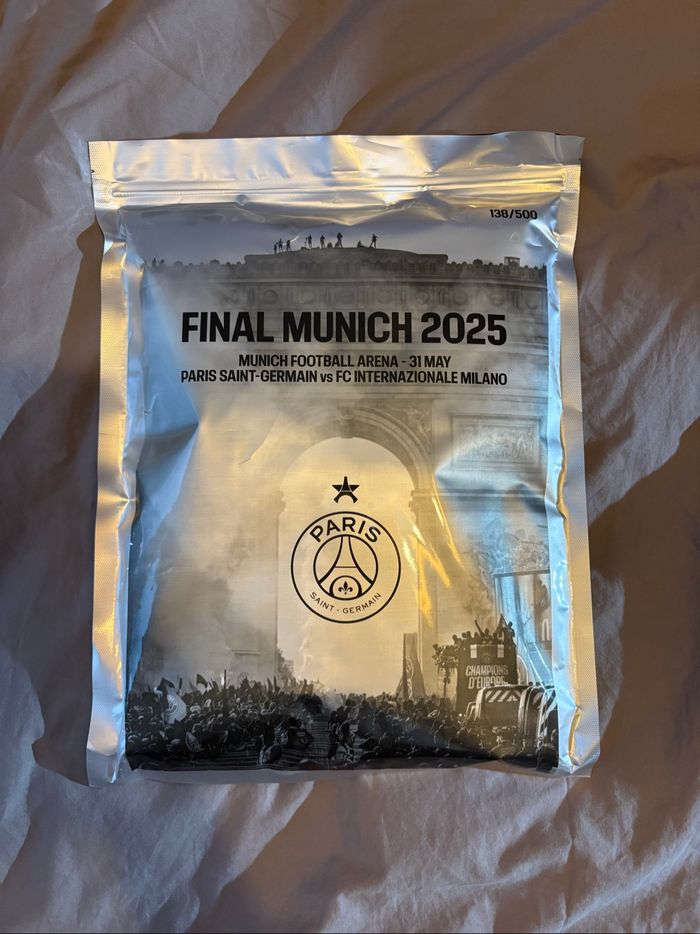 138/500
FINAL MUNICH 2025
MUNICH FOOTBALL ARENA - 31 MAY
PARIS SAINT-GERMAIN vs FC INTERNAZIONALE MILANO
PARIS
SAINT - GERMAIN
CHAMPIONS
D'EUROPE